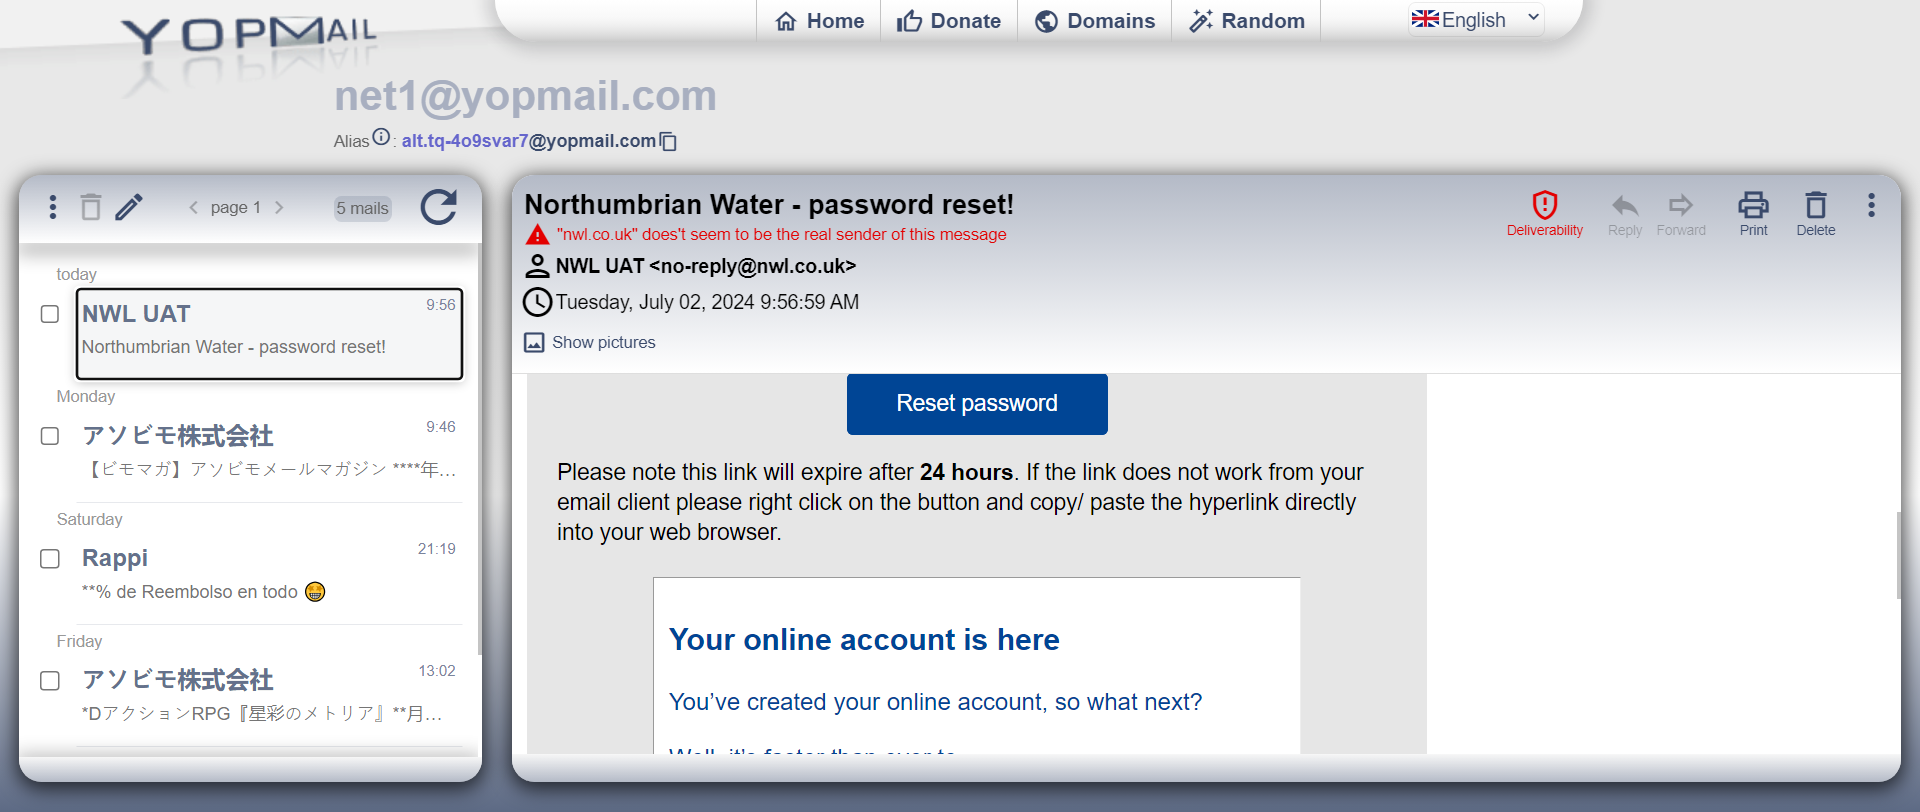 YOPMAIL
Home
Donate
Domains
Random
English
net1@yopmail.com
Alias : alt.tq-4o9svar7@yopmail.com
page 1
5 mails
today
NWL UAT
9:56
Northumbrian Water - password reset!
Monday
アソビモ株式会社
9:46
【ビモマガ】アソビモメールマガジン ****年…
Saturday
Rappi
21:19
**% de Reembolso en todo 🤩
Friday
アソビモ株式会社
13:02
*DアクションRPG『星彩のメトリア』**月…
Northumbrian Water - password reset!
"nwl.co.uk" does't seem to be the real sender of this message
NWL UAT <no-reply@nwl.co.uk>
Tuesday, July 02, 2024 9:56:59 AM
Show pictures
Deliverability
Reply
Forward
Print
Delete
Reset password
Please note this link will expire after 24 hours. If the link does not work from your
email client please right click on the button and copy/ paste the hyperlink directly
into your web browser.
Your online account is here
You’ve created your online account, so what next?
Well, it’s faster than ever to